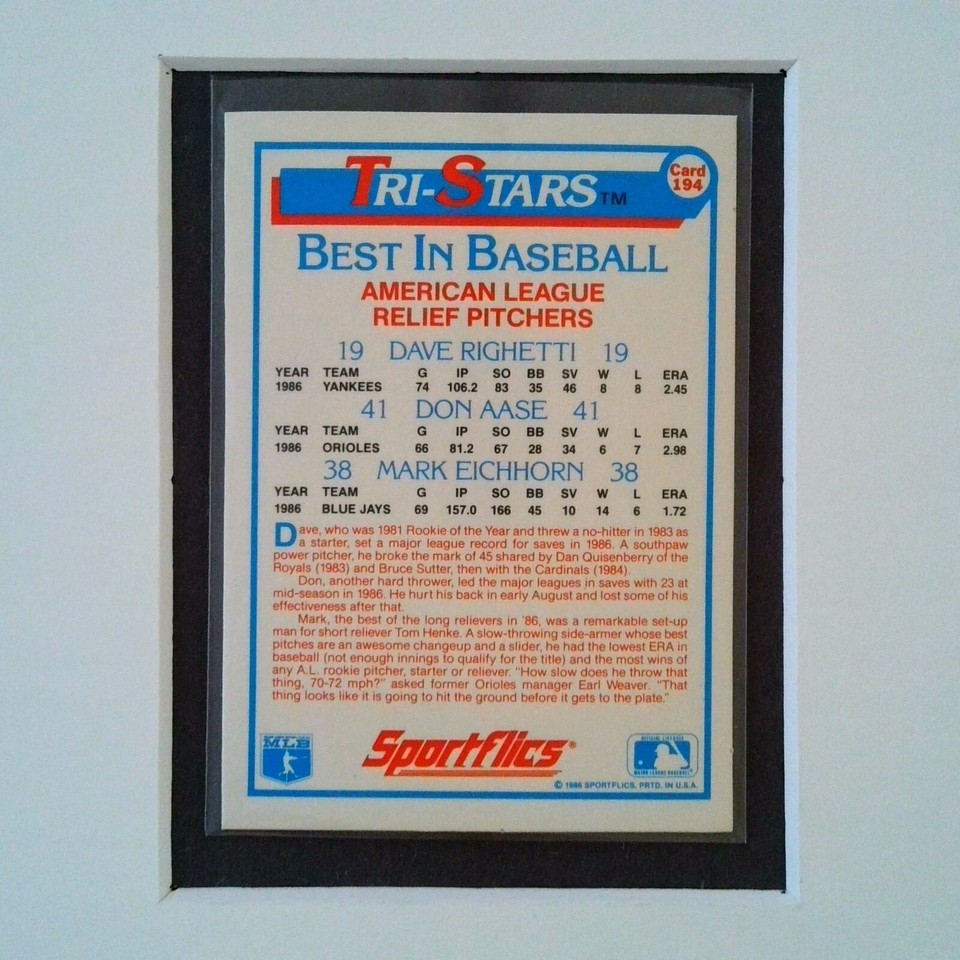 TRI-STARS TM
Card
194
BEST IN BASEBALL
AMERICAN LEAGUE
RELIEF PITCHERS
19 DAVE RIGHETTI 19
YEAR TEAM G IP SO BB SV W L ERA
1986 YANKEES 74 106.2 83 35 46 8 8 2.45
41 DON AASE 41
YEAR TEAM G IP SO BB SV W L ERA
1986 ORIOLES 66 81.2 67 28 34 6 7 2.98
38 MARK EICHHORN 38
YEAR TEAM G IP SO BB SV W L ERA
1986 BLUE JAYS 69 157.0 166 45 10 14 6 1.72
Dave, who was 1981 Rookie of the Year and threw a no-hitter in 1983 as
a starter, set a major league record for saves in 1986. A southpaw
power pitcher, he broke the mark of 45 shared by Dan Quisenberry of the
Royals (1983) and Bruce Sutter, then with the Cardinals (1984).
Don, another hard thrower, led the major leagues in saves with 23 at
mid-season in 1986. He hurt his back in early August and lost some of his
effectiveness after that.
Mark, the best of the long relievers in '86, was a remarkable set-up
man for short reliever Tom Henke. A slow-throwing side-armer whose best
pitches are an awesome changeup and a slider, he had the lowest ERA in
baseball (not enough innings to qualify for the title) and the most wins of
any A.L. rookie pitcher, starter or reliever. "How slow does he throw that
thing, 70-72 mph?" asked former Orioles manager Earl Weaver. "That
thing looks like it is going to hit the ground before it gets to the plate."
MLB
Sportflics®
OFFICIAL LICENSEE
MAJOR LEAGUE BASEBALL
© 1986 SPORTFLICS, PRTD. IN U.S.A.